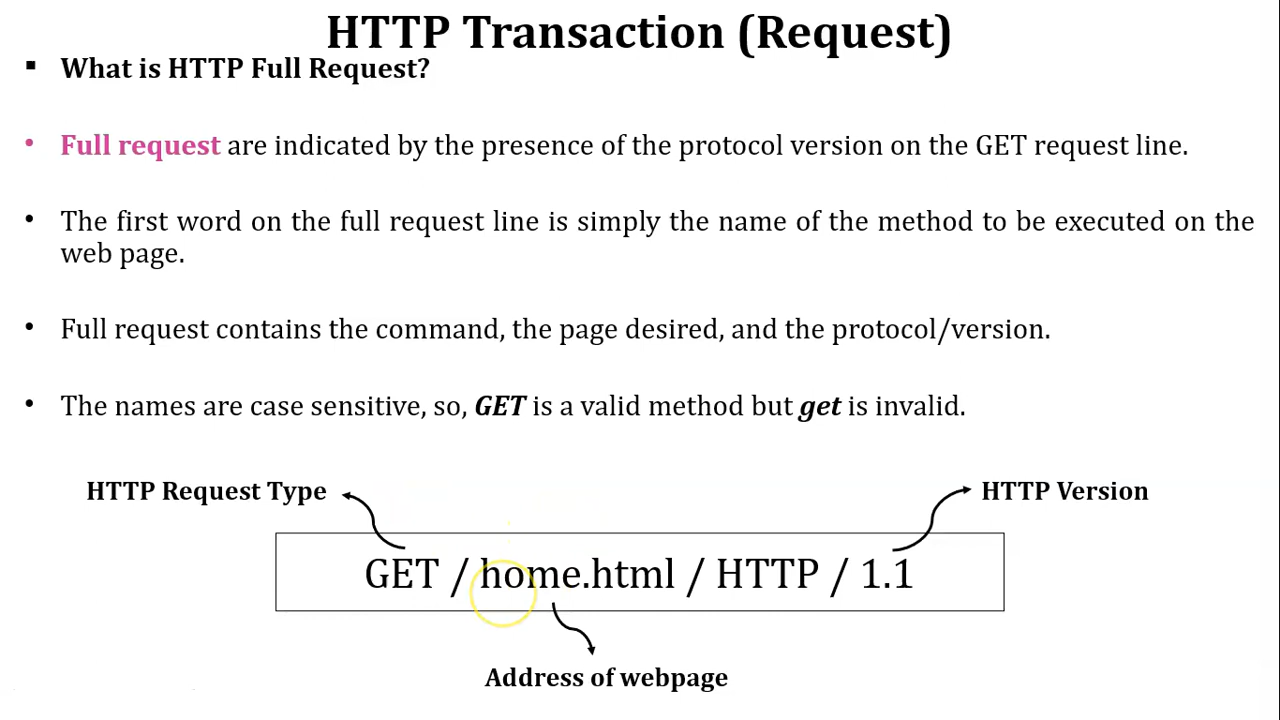 HTTP Transaction (Request)
▪ What is HTTP Full Request?
• Full request are indicated by the presence of the protocol version on the GET request line.
• The first word on the full request line is simply the name of the method to be executed on the
web page.
• Full request contains the command, the page desired, and the protocol/version.
• The names are case sensitive, so, GET is a valid method but get is invalid.
HTTP Request Type
HTTP Version
GET / home.html / HTTP / 1.1
Address of webpage